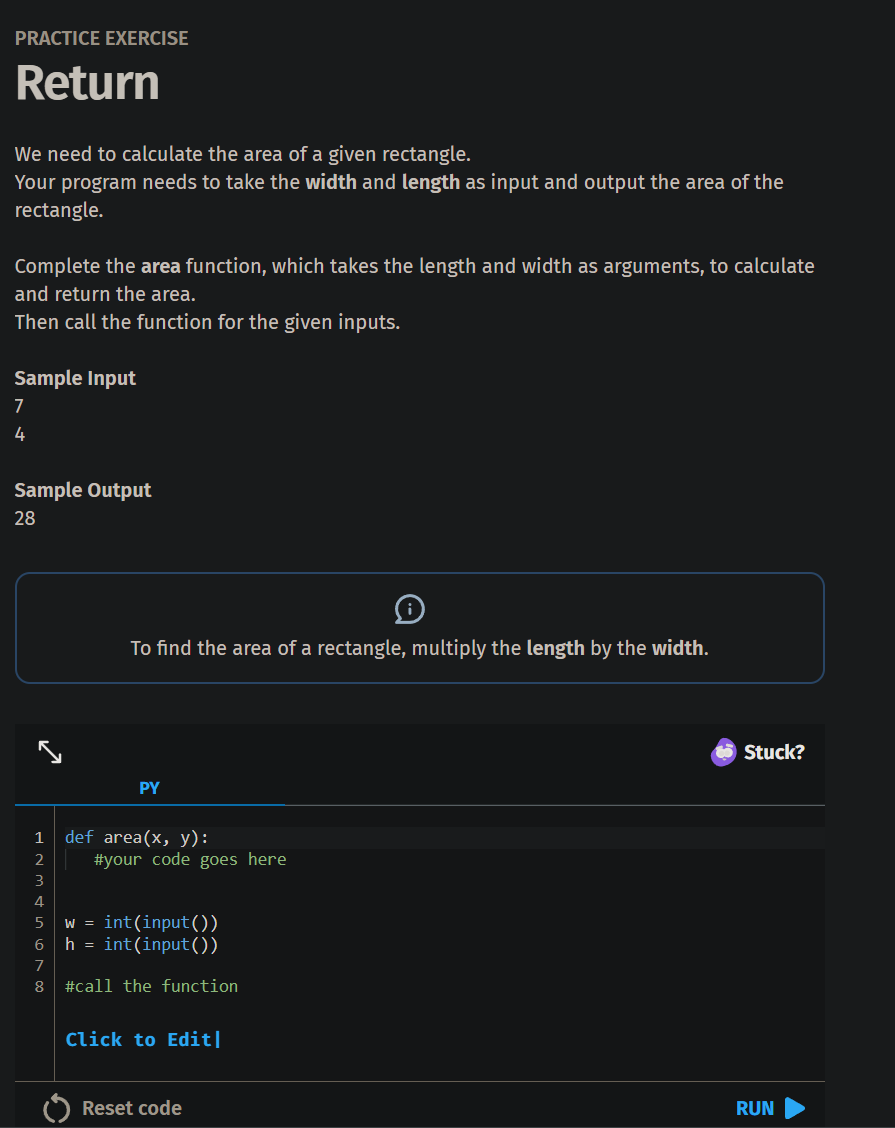 PRACTICE EXERCISE
Return
We need to calculate the area of a given rectangle.
Your program needs to take the width and length as input and output the area of the
rectangle.
Complete the area function, which takes the length and width as arguments, to calculate
and return the area.
Then call the function for the given inputs.
Sample Input
7
4
Sample Output
28
To find the area of a rectangle, multiply the length by the width.
Stuck?
PY
1 def area(x, y):
2 #your code goes here
3
4
5 w = int(input())
6 h = int(input())
7
8 #call the function
Click to Edit|
Reset code
RUN